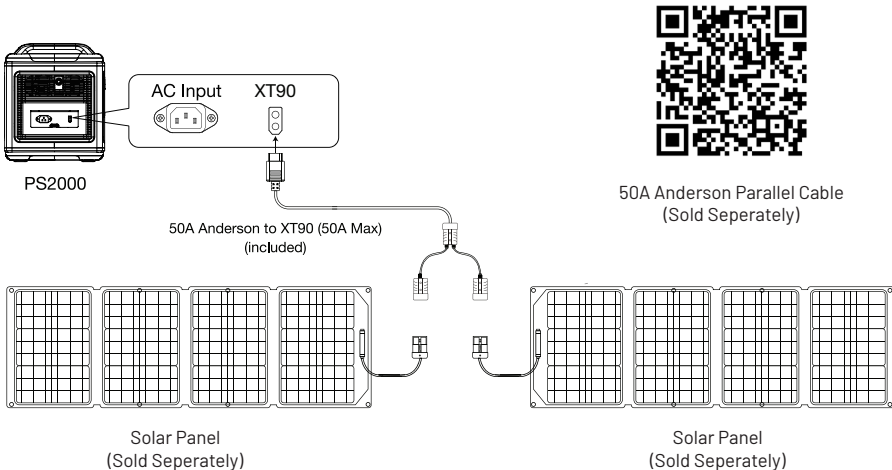 AC Input
XT90
PS2000
50A Anderson Parallel Cable
(Sold Seperately)
50A Anderson to XT90 (50A Max)
(included)
Solar Panel
(Sold Seperately)
Solar Panel
(Sold Seperately)